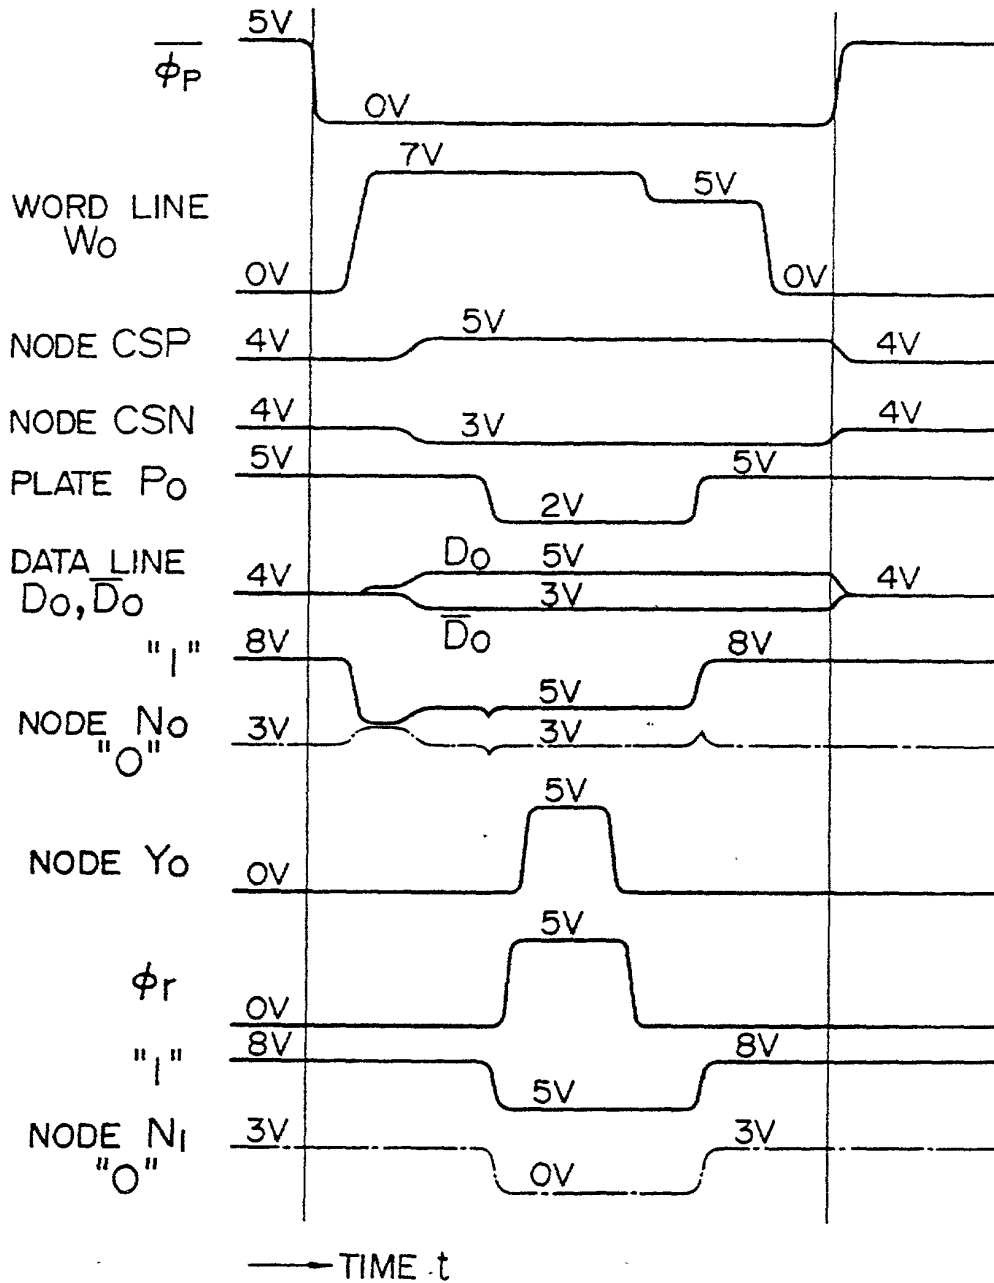 5V
ϕP
0V
7V
5V
WORD LINE
W0
0V
0V
5V
NODE CSP
4V
4V
NODE CSN
4V
3V
4V
5V
5V
PLATE P0
2V
DATA LINE
D0
5V
4V
4V
D0, D̅0
3V
D̅0
"1"
8V
8V
5V
NODE N0
3V
3V
"0"
5V
NODE Y0
0V
5V
ϕr
0V
"1"
8V
8V
5V
NODE N1
3V
3V
"0"
0V
TIME t